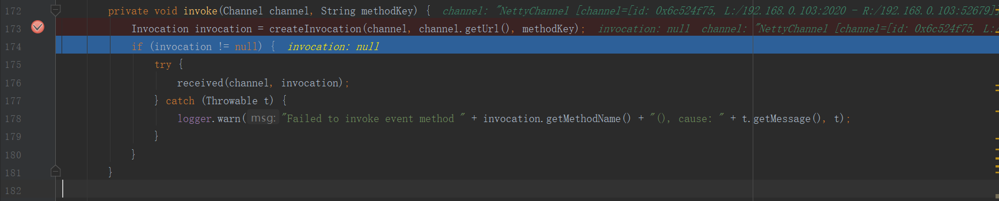 172 private void invoke(Channel channel, String methodKey) { channel: "NettyChannel [channel=[id: 0x6c524f75, L:/192.168.0.103:2020 - R:/192.168.0.103:52679]
173 Invocation invocation = createInvocation(channel, channel.getUrl(), methodKey); invocation: null channel: "NettyChannel [channel=[id: 0x6c524f75, L:/
174 if (invocation != null) { invocation: null
175 try {
176 received(channel, invocation);
177 } catch (Throwable t) {
178 logger.warn( msg: "Failed to invoke event method " + invocation.getMethodName() + "(), cause: " + t.getMessage(), t);
179 }
180 }
181 }
182